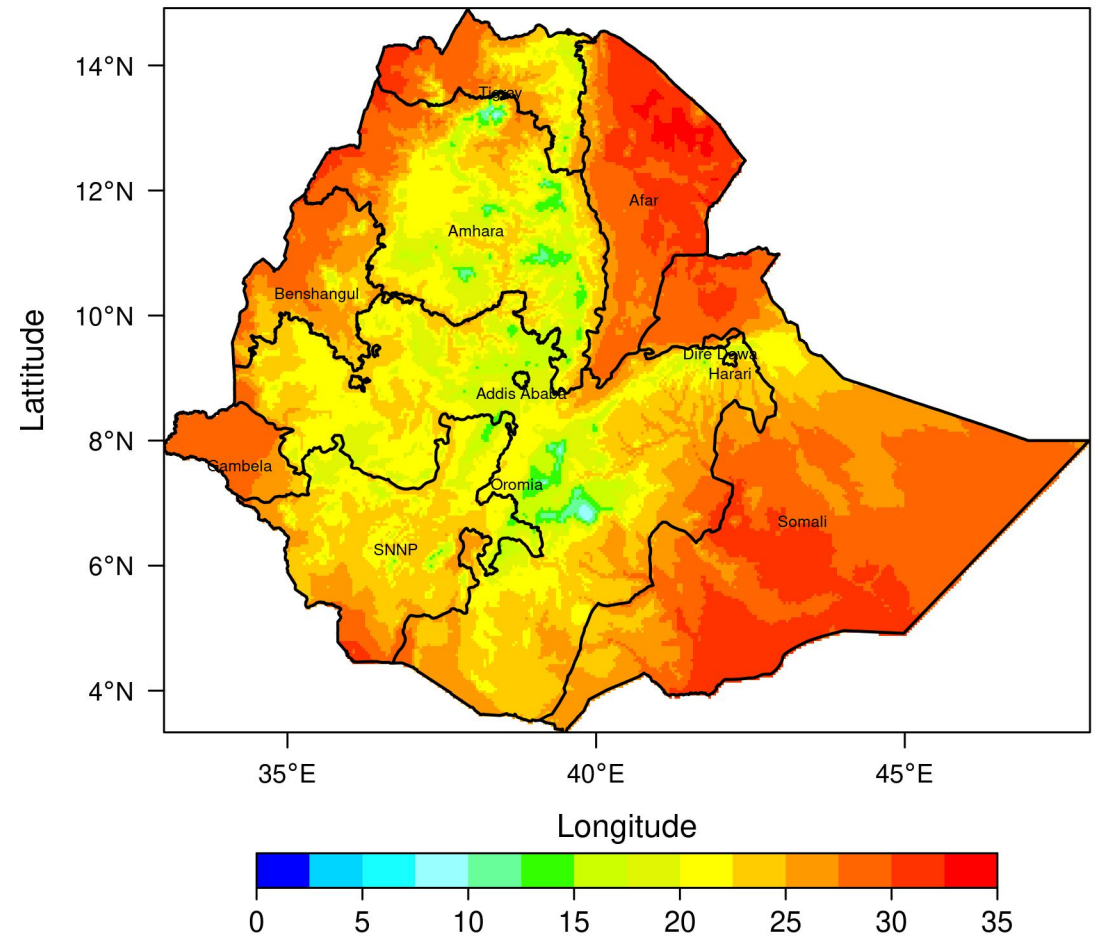 14°N
12°N
10°N
8°N
6°N
4°N
Lattitude
Tigray
Afar
Amhara
Benshangul
Dire Dawa
Harari
Addis Ababa
Gambela
Oromia
Somali
SNNP
35°E 40°E 45°E
Longitude
0 5 10 15 20 25 30 35